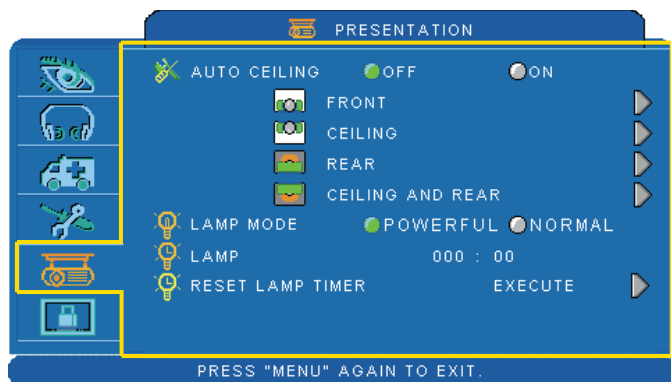 PRESENTATION
AUTO CEILING OFF ON
FRONT
CEILING
REAR
CEILING AND REAR
LAMP MODE POWERFUL NORMAL
LAMP 000 : 00
RESET LAMP TIMER EXECUTE
PRESS "MENU" AGAIN TO EXIT.